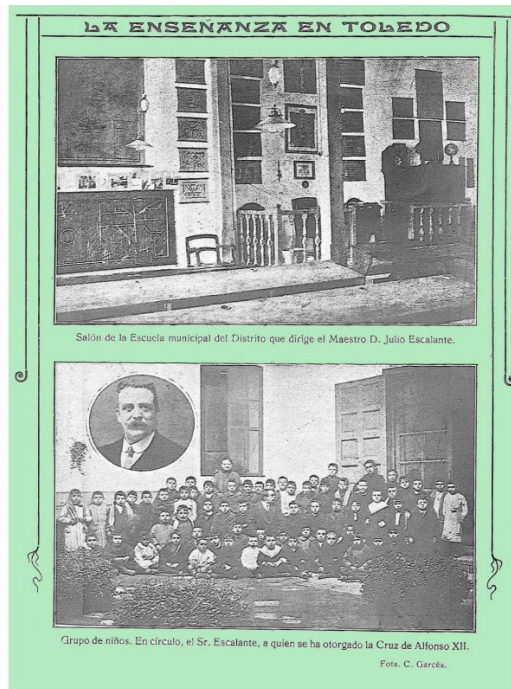 LA ENSEÑANZA EN TOLEDO
Salón de la Escuela municipal del Distrito que dirige el Maestro D. Julio Escalante.
Grupo de niños. En círculo, el Sr. Escalante, a quien se ha otorgado la Cruz de Alfonso XII.
Fots. C. Garcés.